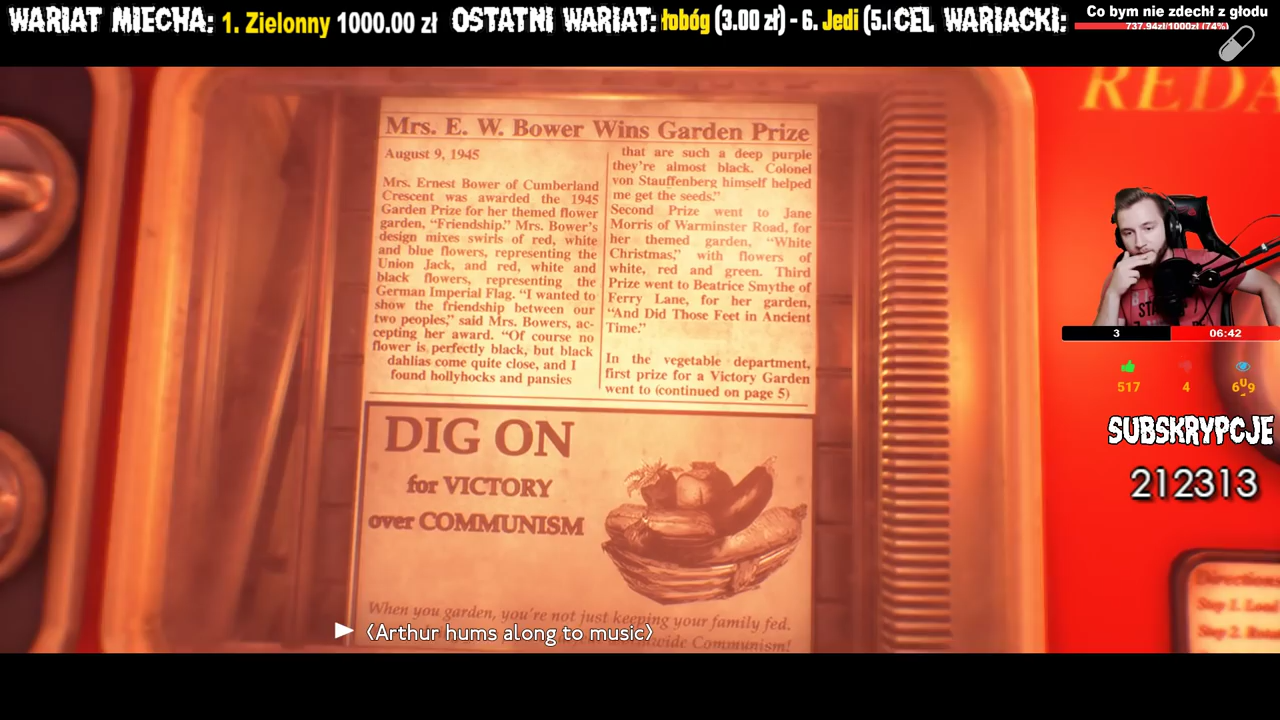 WARIAT MIECHA: 1. Zielonny 1000.00 zł OSTATNI WARIAT: łobóg (3.00 zł) - 6. Jedi (5. CEL WARIACKI: Co bym nie zdechł z głodu
737.94zł/1000zł (74%)
REDA
Mrs. E. W. Bower Wins Garden Prize
August 9, 1945
Mrs. Ernest Bower of Cumberland
Crescent was awarded the 1945
Garden Prize for her themed flower
garden, “Friendship.” Mrs. Bower’s
design mixes swirls of red, white
and blue flowers, representing the
Union Jack, and red, white and
black flowers, representing the
German Imperial Flag. “I wanted to
show the friendship between our
two peoples,” said Mrs. Bowers, ac-
cepting her award. “Of course no
flower is perfectly black, but black
dahlias come quite close, and I
found hollyhocks and pansies
that are such a deep purple
they’re almost black. Colonel
von Stauffenberg himself helped
me get the seeds.”
Second Prize went to Jane
Morris of Warminster Road, for
her themed garden, “White
Christmas,” with flowers of
white, red and green. Third
Prize went to Beatrice Smythe of
Ferry Lane, for her garden,
“And Did Those Feet in Ancient
Time.”
In the vegetable department,
first prize for a Victory Garden
went to (continued on page 5)
DIG ON
for VICTORY
over COMMUNISM
When you garden, you’re not just keeping your family fed.
wide Communism!
<Arthur hums along to music>
3 06:42
517 4
SUBSKRYPCJE
212313
Directions
Step 1. Load
Step 2.